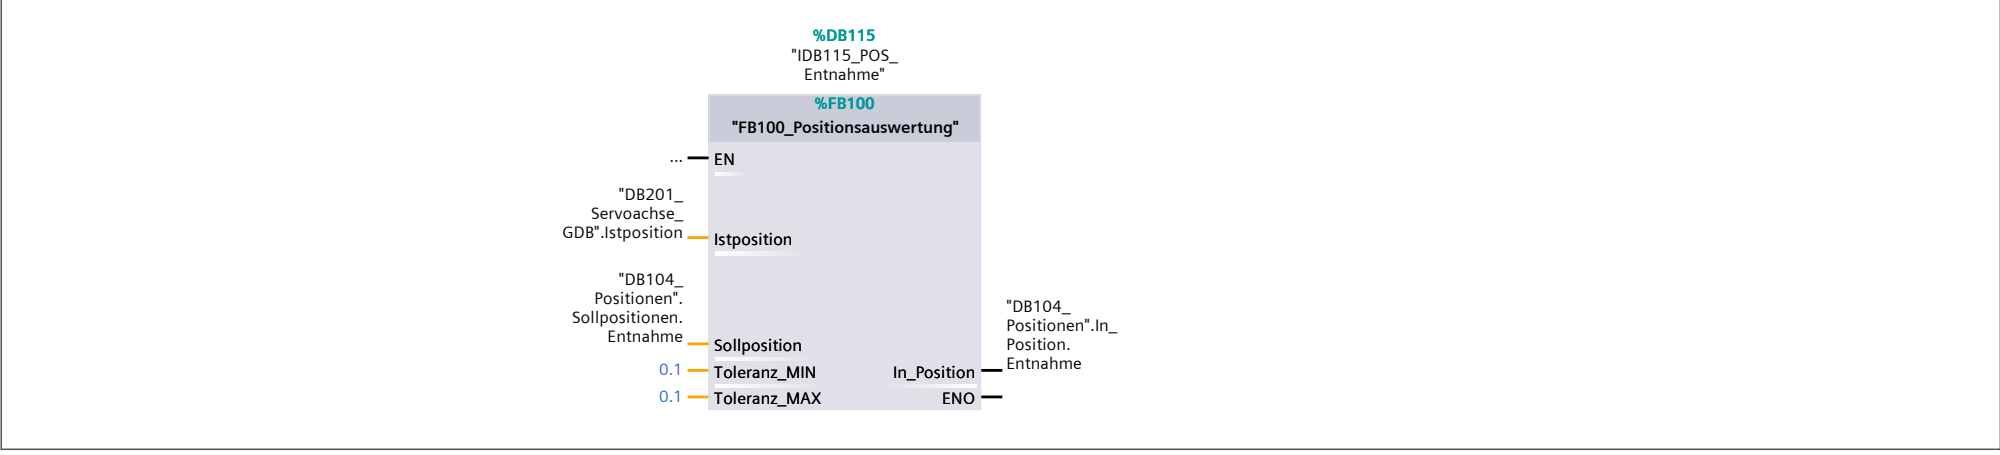 %DB115
"IDB115_POS_
Entnahme"
%FB100
"FB100_Positionsauswertung"
... EN
"DB201_
Servoachse_
GDB".Istposition
Istposition
"DB104_
Positionen".
Sollpositionen.
Entnahme
Sollposition
0.1 Toleranz_MIN
0.1 Toleranz_MAX
"DB104_
Positionen".In_
Position.
Entnahme
In_Position
ENO